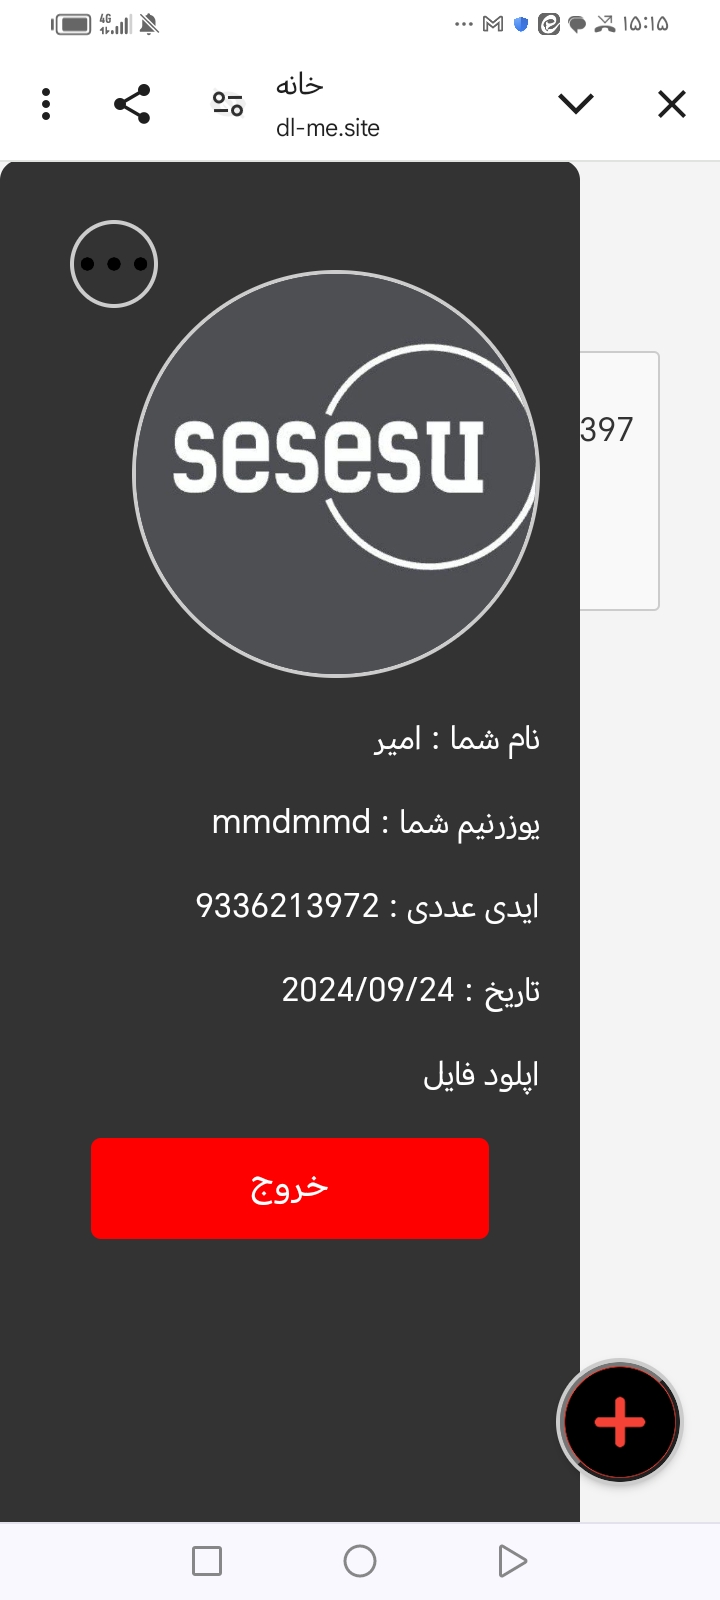 4G
۱۵:۱۵
خانه
dl-me.site
sesesu
397
نام شما : امیر
یوزرنیم شما : mmdmmd
ایدی عددی : 9336213972
تاریخ : 2024/09/24
اپلود فایل
خروج